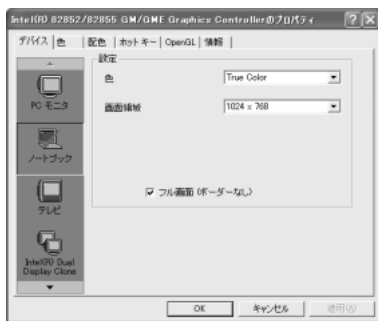 Intel(R) 82852/82855 GM/GME Graphics Controllerのプロパティ
デバイス 色 配色 ホット キー OpenGL 情報
設定
色 True Color
PC モニタ
画面領域 1024 x 768
ノートブック
フル画面 (ボーダーなし)
テレビ
Intel(R) Dual
Display Clone
OK キャンセル 適用(A)